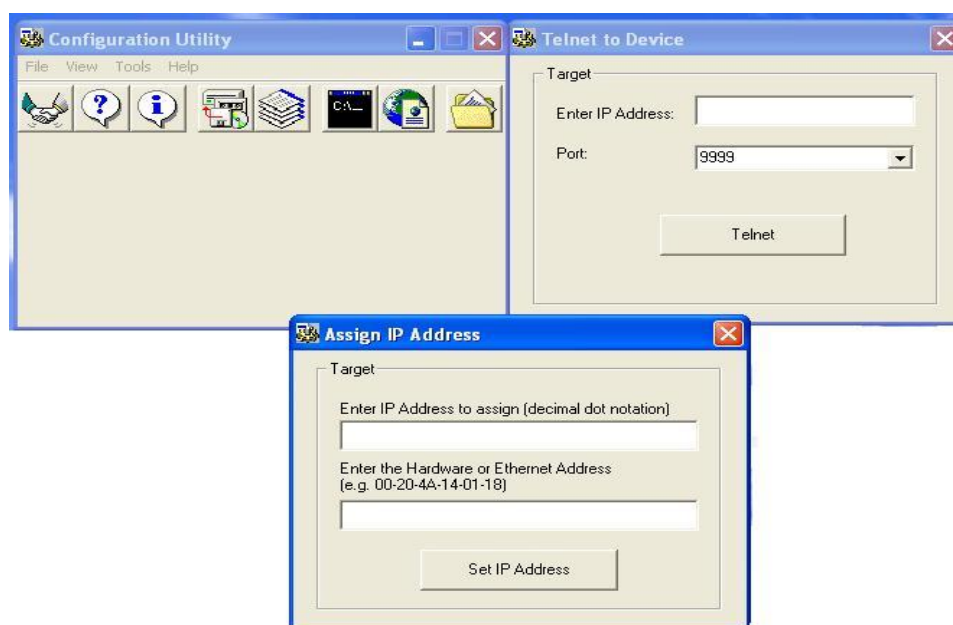 Configuration Utility
File View Tools Help
C:\_
Telnet to Device
Target
Enter IP Address:
Port:
9999
Telnet
Assign IP Address
Target
Enter IP Address to assign (decimal dot notation)
Enter the Hardware or Ethernet Address
(e.g. 00-20-4A-14-01-18)
Set IP Address